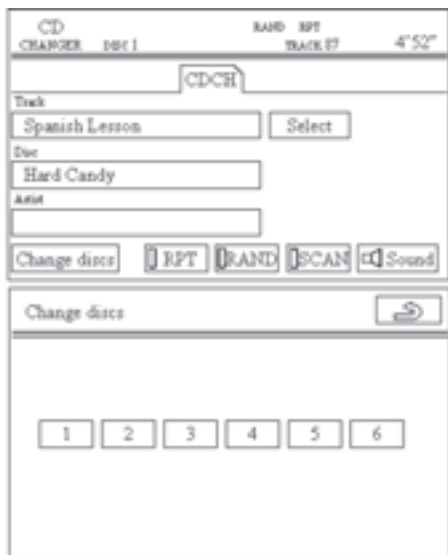 CD RAND RPT
CHANGER DISC 1 TRACK 87 4'52"
CDCH
Track
Spanish Lesson Select
Disc
Hard Candy
Artist
Change discs RPT RAND SCAN Sound
Change discs
1 2 3 4 5 6